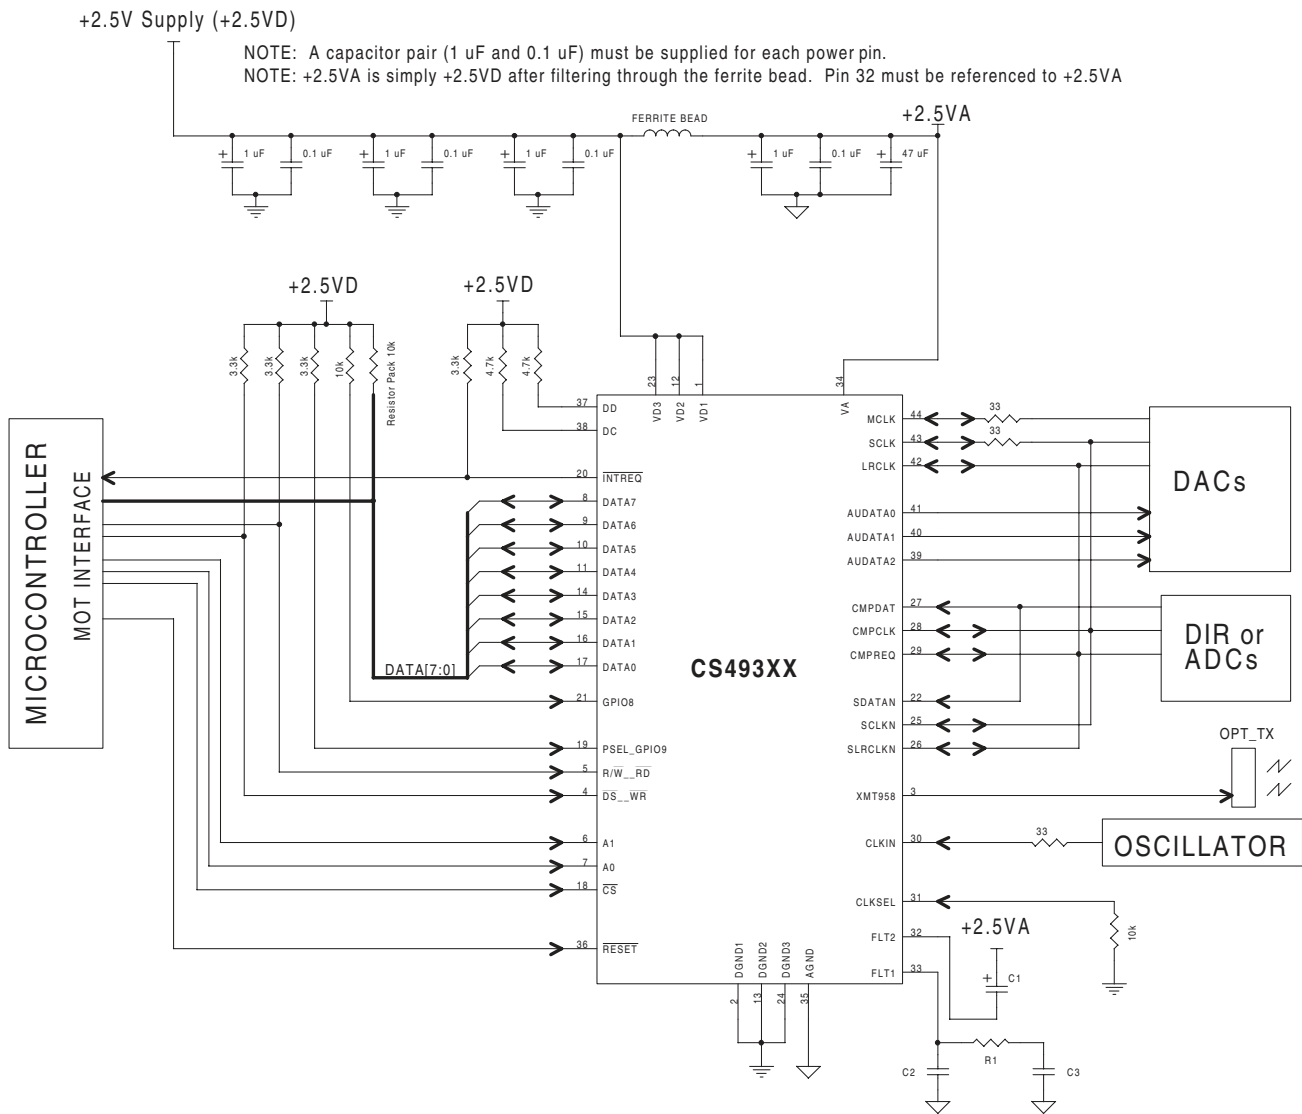 +2.5V Supply (+2.5VD)
NOTE: A capacitor pair (1 uF and 0.1 uF) must be supplied for each power pin.
NOTE: +2.5VA is simply +2.5VD after filtering through the ferrite bead. Pin 32 must be referenced to +2.5VA
FERRITE BEAD
+2.5VA
+ 1 uF 0.1 uF + 1 uF 0.1 uF + 1 uF 0.1 uF + 1 uF 0.1 uF + 47 uF
+2.5VD +2.5VD
3.3k 3.3k 3.3k 10k Resistor Pack 10k 3.3k 4.7k 4.7k
23 12 1 34
VD3 VD2 VD1 VA
MICROCONTROLLER
MOT INTERFACE
37 DD
38 DC
20 INTREQ
8 DATA7
9 DATA6
10 DATA5
11 DATA4
14 DATA3
15 DATA2
16 DATA1
17 DATA0
DATA[7:0]
21 GPIO8
19 PSEL_GPIO9
5 R/W__RD
4 DS__WR
6 A1
7 A0
18 CS
36 RESET
CS493XX
MCLK 44 33
SCLK 43 33
LRCLK 42
AUDATA0 41
AUDATA1 40
AUDATA2 39
DACs
CMPDAT 27
CMPCLK 28
CMPREQ 29
DIR or
ADCs
SDATAN 22
SCLKN 25
SLRCLKN 26
OPT_TX
XMT958 3
CLKIN 30 33
OSCILLATOR
CLKSEL 31
10k
FLT2 32
+2.5VA
+ C1
FLT1 33
DGND1 DGND2 DGND3 AGND
2 13 24 35
C2 R1 C3